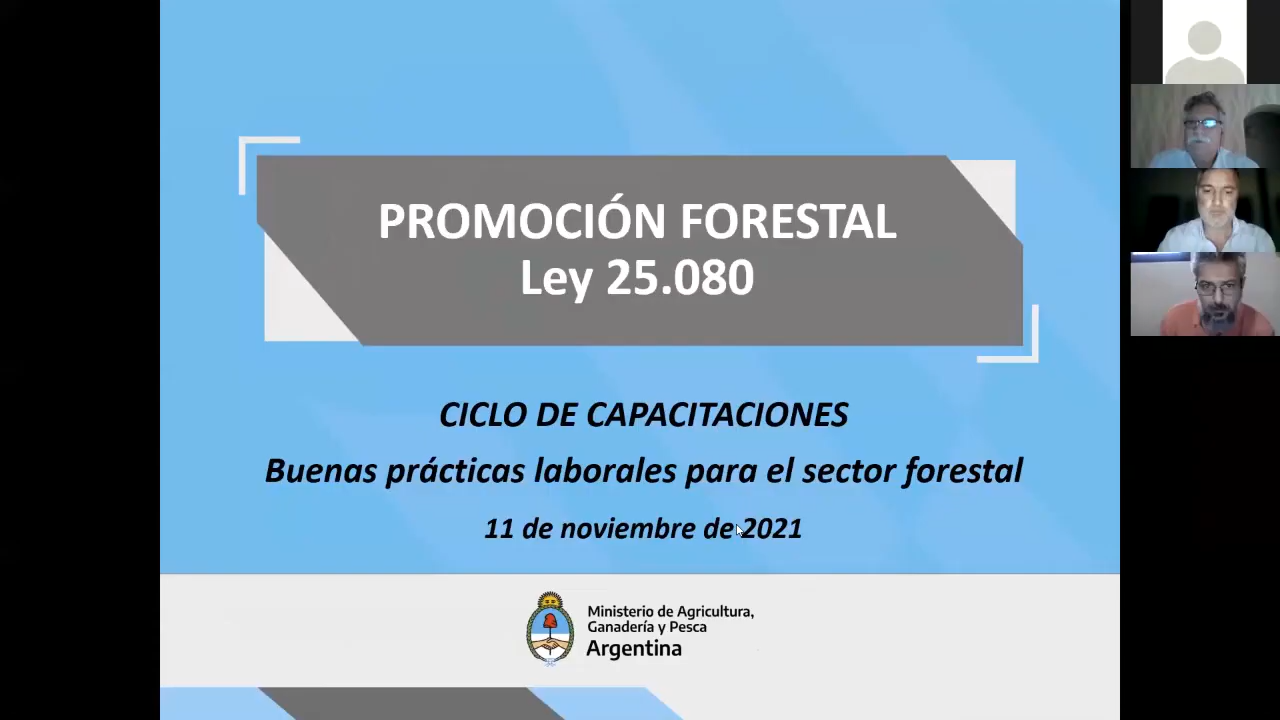 PROMOCIÓN FORESTAL
Ley 25.080
CICLO DE CAPACITACIONES
Buenas prácticas laborales para el sector forestal
11 de noviembre de 2021
Ministerio de Agricultura,
Ganadería y Pesca
Argentina